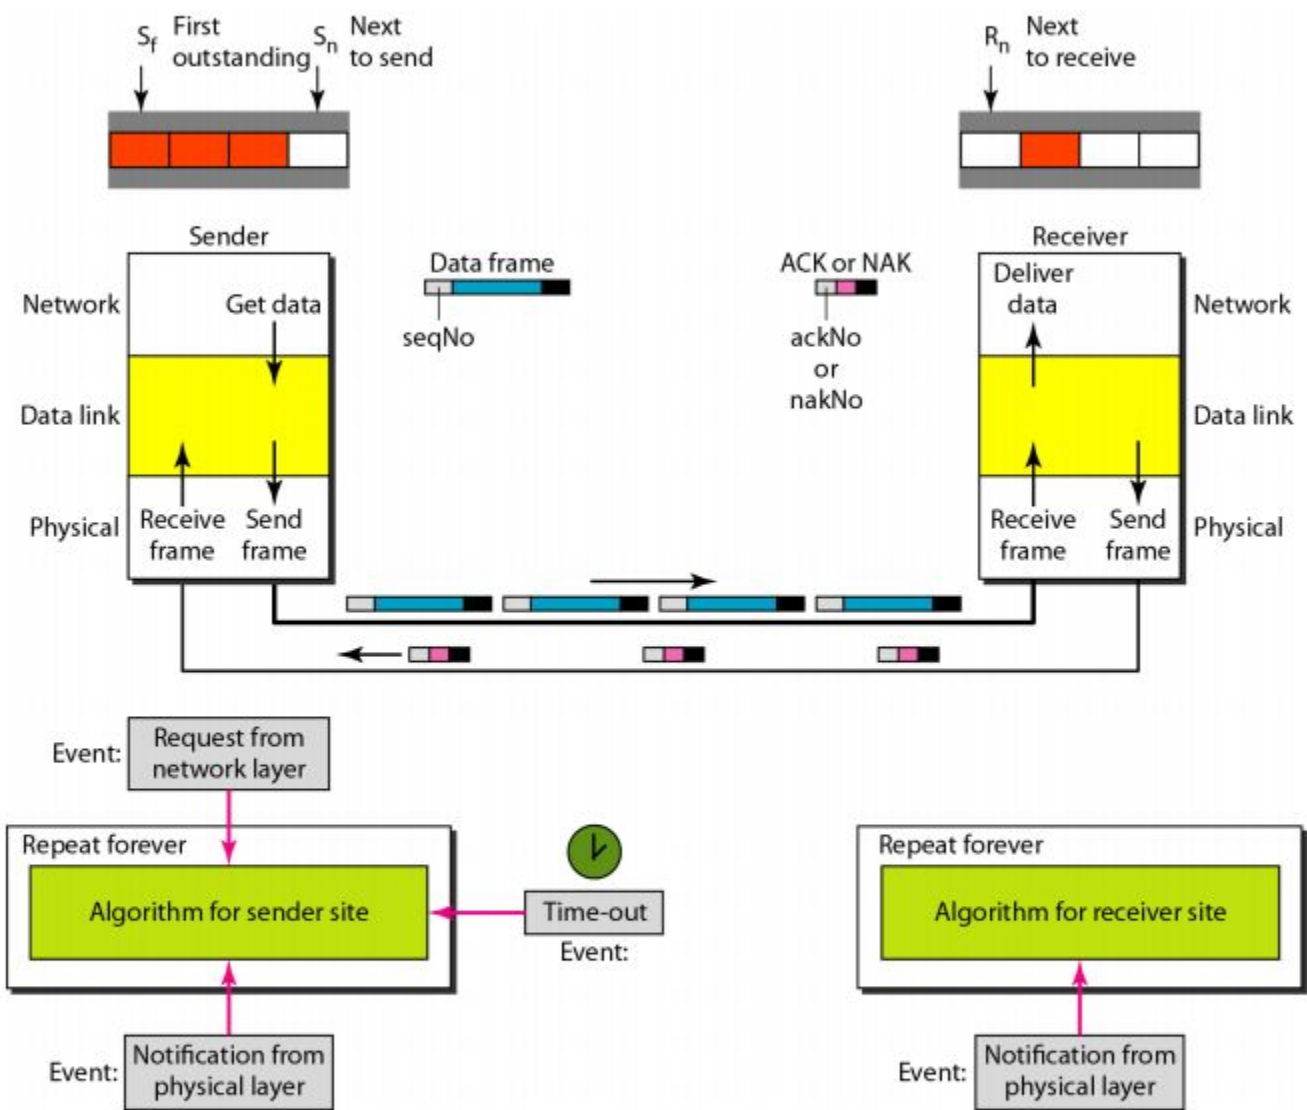 S_f First outstanding
S_n Next to send
R_n Next to receive
Sender
Receiver
Data frame
seqNo
ACK or NAK
ackNo
or
nakNo
Network
Get data
Deliver
data
Network
Data link
Data link
Physical
Receive
frame
Send
frame
Receive
frame
Send
frame
Physical
Event:
Request from
network layer
Repeat forever
Algorithm for sender site
Time-out
Event:
Repeat forever
Algorithm for receiver site
Event:
Notification from
physical layer
Event:
Notification from
physical layer